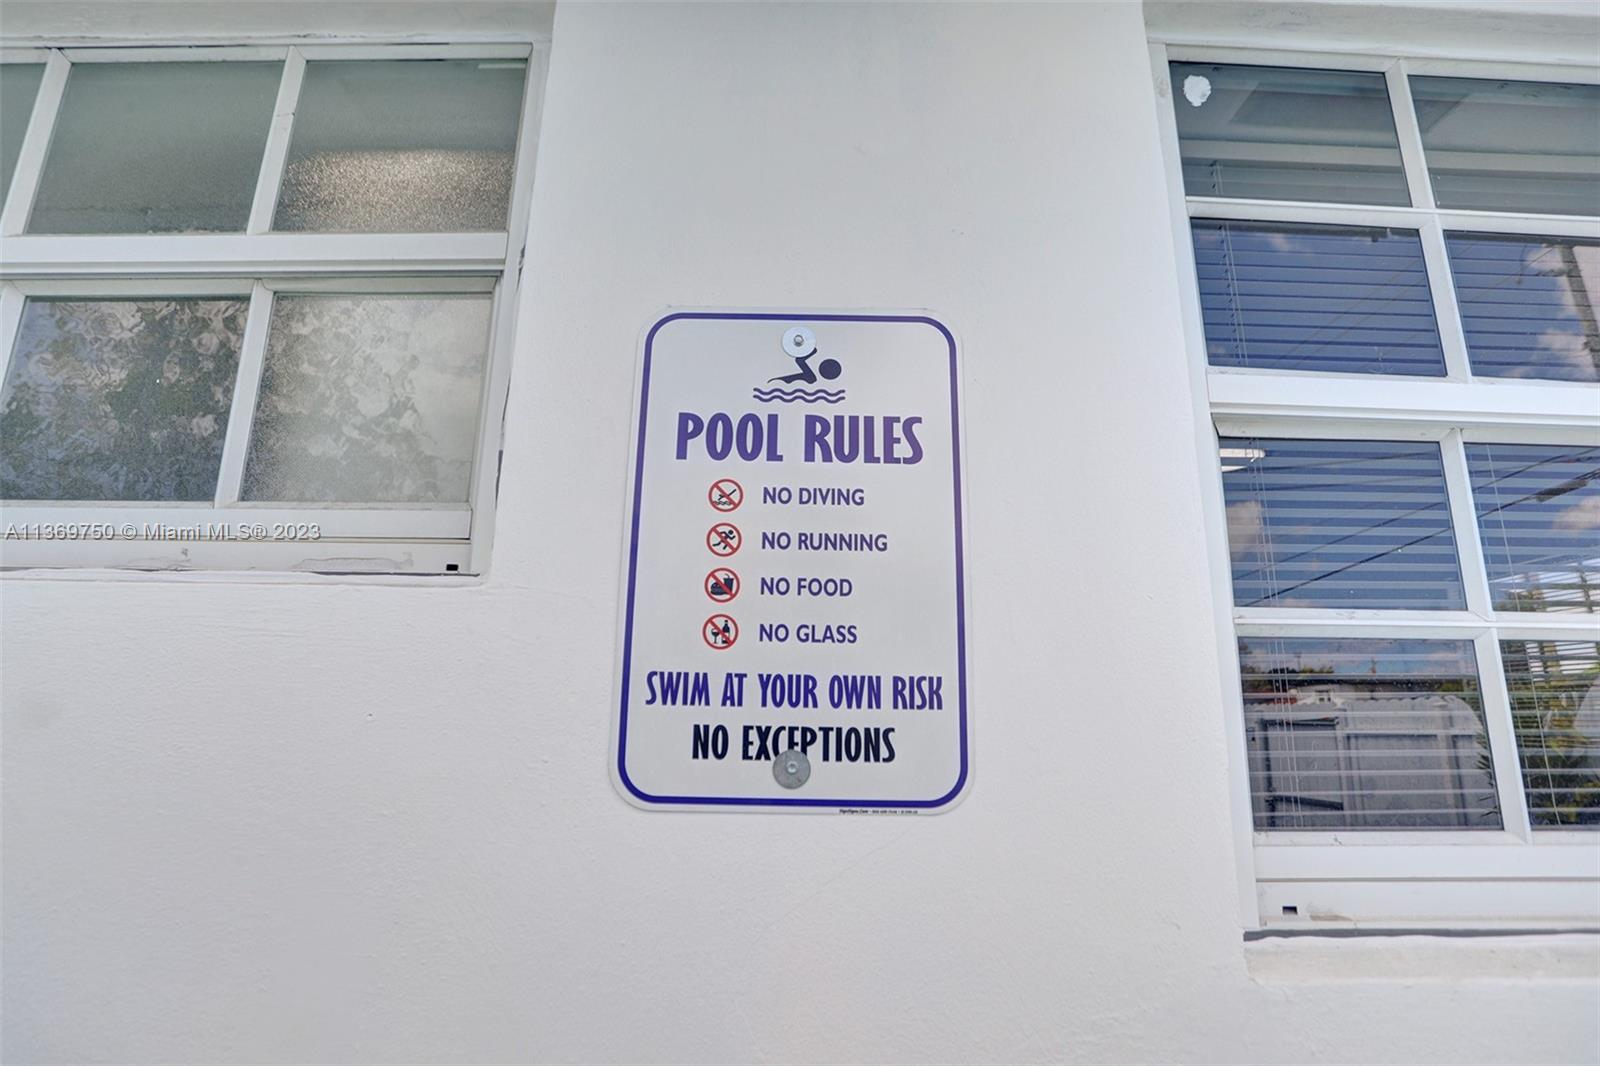 POOL RULES
NO DIVING
NO RUNNING
NO FOOD
NO GLASS
SWIM AT YOUR OWN RISK
NO EXCEPTIONS
A11369750 © Miami MLS® 2023